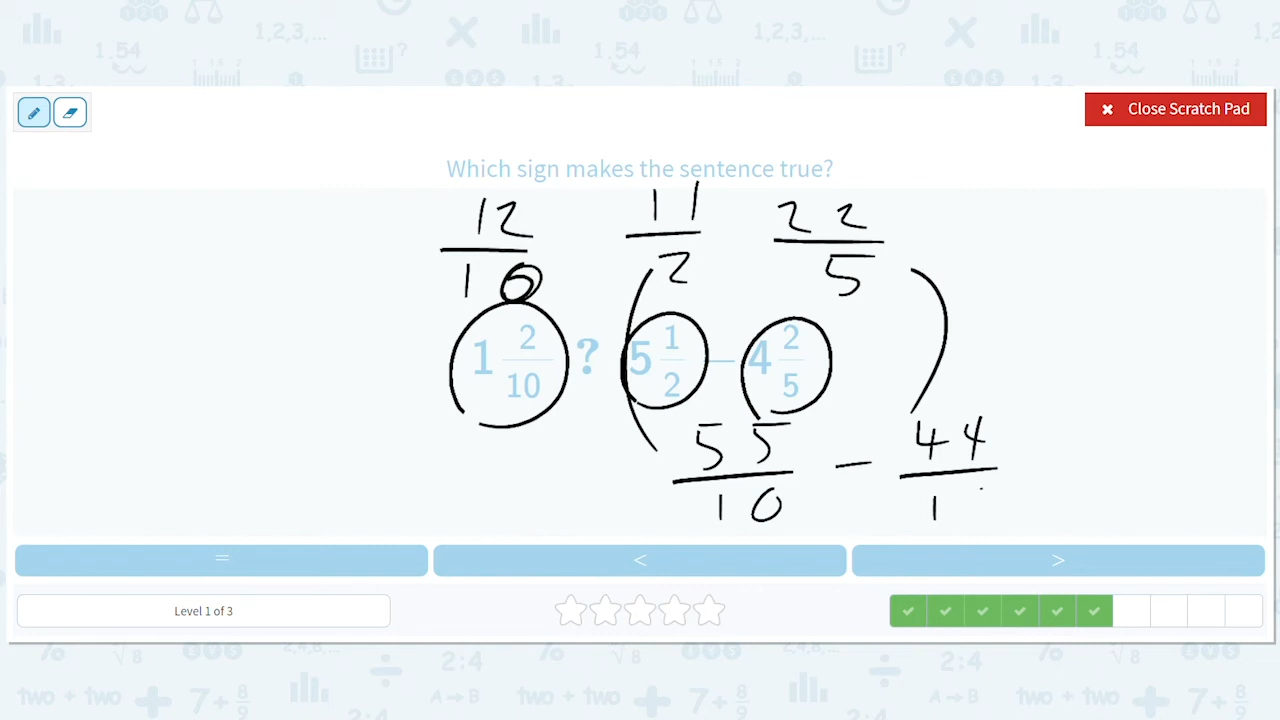 Close Scratch Pad
Which sign makes the sentence true?
12 11 22
10 2 5
1 2/10 ? 5 1/2 − 4 2/5
55 − 44
10 1
= < >
Level 1 of 3